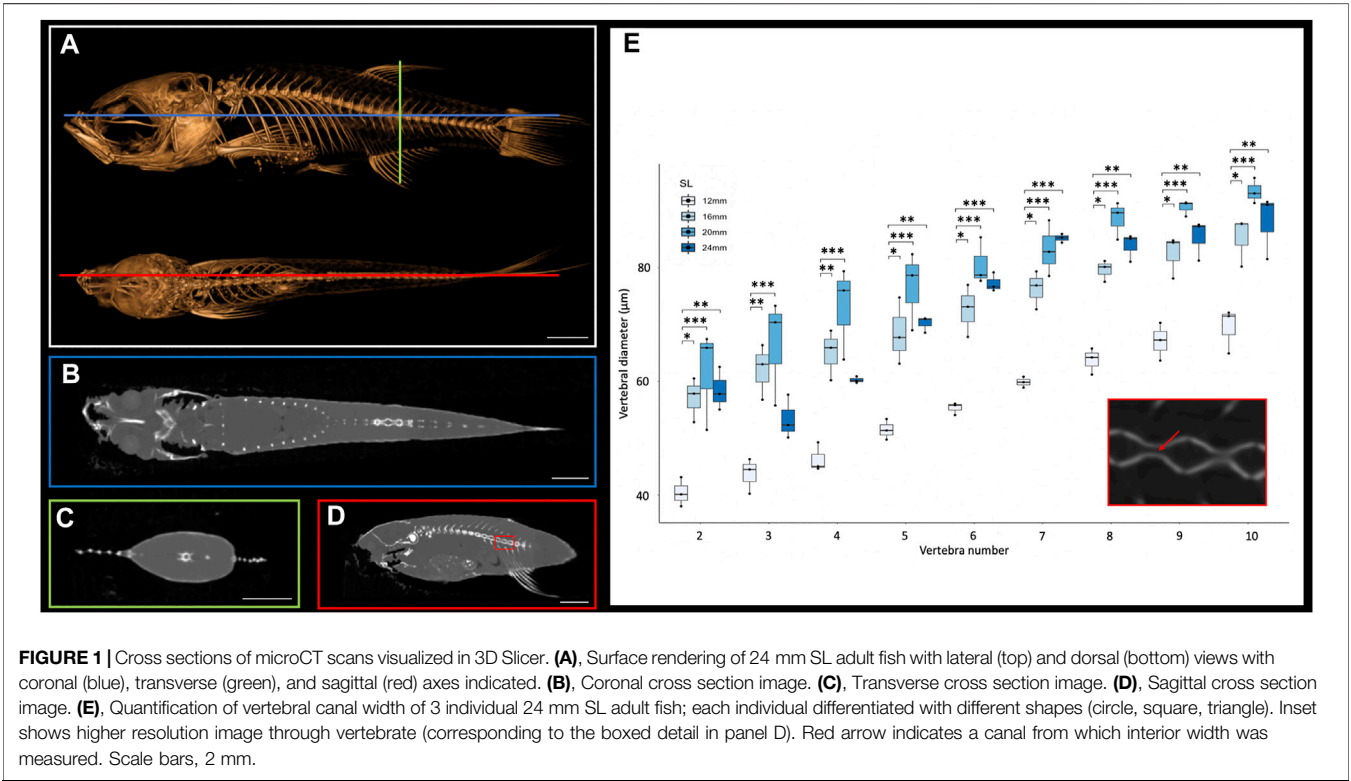 A
B
C
D
E
SL
12mm
16mm
20mm
24mm
Vertebral diameter (µm)
80
60
40
** *** *
*** **
*** **
** *** *
*** *** *
*** *** *
** *** *
** *** *
** *** *
2 3 4 5 6 7 8 9 10
Vertebra number
FIGURE 1 | Cross sections of microCT scans visualized in 3D Slicer. (A), Surface rendering of 24 mm SL adult fish with lateral (top) and dorsal (bottom) views with
coronal (blue), transverse (green), and sagittal (red) axes indicated. (B), Coronal cross section image. (C), Transverse cross section image. (D), Sagittal cross section
image. (E), Quantification of vertebral canal width of 3 individual 24 mm SL adult fish; each individual differentiated with different shapes (circle, square, triangle). Inset
shows higher resolution image through vertebrate (corresponding to the boxed detail in panel D). Red arrow indicates a canal from which interior width was
measured. Scale bars, 2 mm.